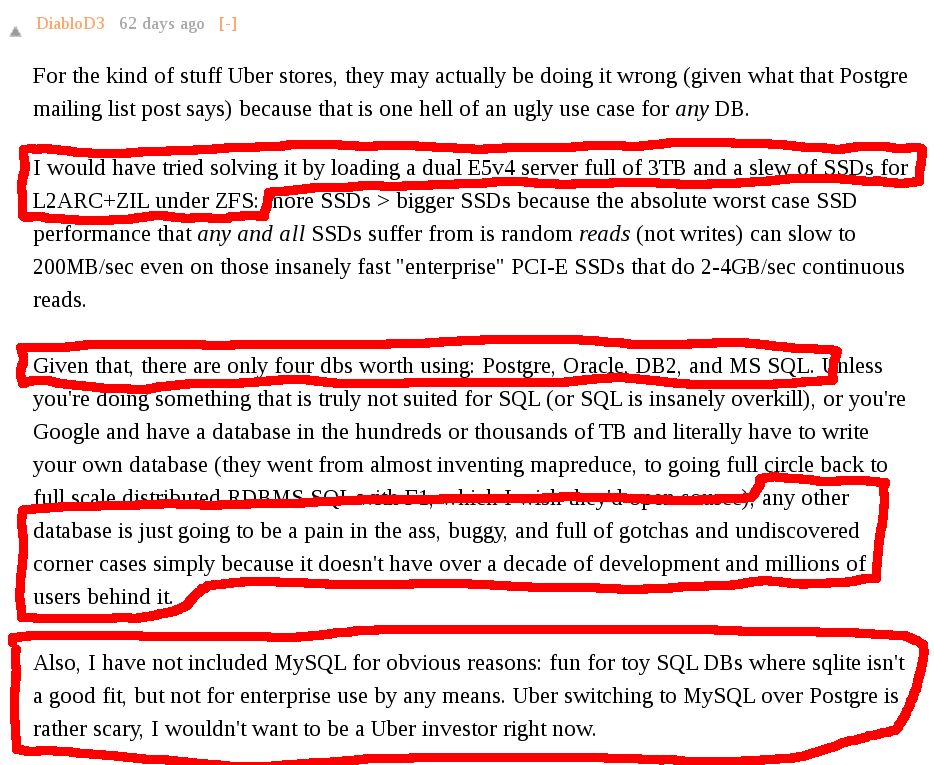 DiabloD3 62 days ago [-]
For the kind of stuff Uber stores, they may actually be doing it wrong (given what that Postgre
mailing list post says) because that is one hell of an ugly use case for any DB.
I would have tried solving it by loading a dual E5v4 server full of 3TB and a slew of SSDs for
L2ARC+ZIL under ZFS: more SSDs > bigger SSDs because the absolute worst case SSD
performance that any and all SSDs suffer from is random reads (not writes) can slow to
200MB/sec even on those insanely fast "enterprise" PCI-E SSDs that do 2-4GB/sec continuous
reads.
Given that, there are only four dbs worth using: Postgre, Oracle, DB2, and MS SQL. Unless
you're doing something that is truly not suited for SQL (or SQL is insanely overkill), or you're
Google and have a database in the hundreds or thousands of TB and literally have to write
your own database (they went from almost inventing mapreduce, to going full circle back to
full scale distributed RDBMS SQL with F1, which I wish they'd open source), any other
database is just going to be a pain in the ass, buggy, and full of gotchas and undiscovered
corner cases simply because it doesn't have over a decade of development and millions of
users behind it.
Also, I have not included MySQL for obvious reasons: fun for toy SQL DBs where sqlite isn't
a good fit, but not for enterprise use by any means. Uber switching to MySQL over Postgre is
rather scary, I wouldn't want to be a Uber investor right now.